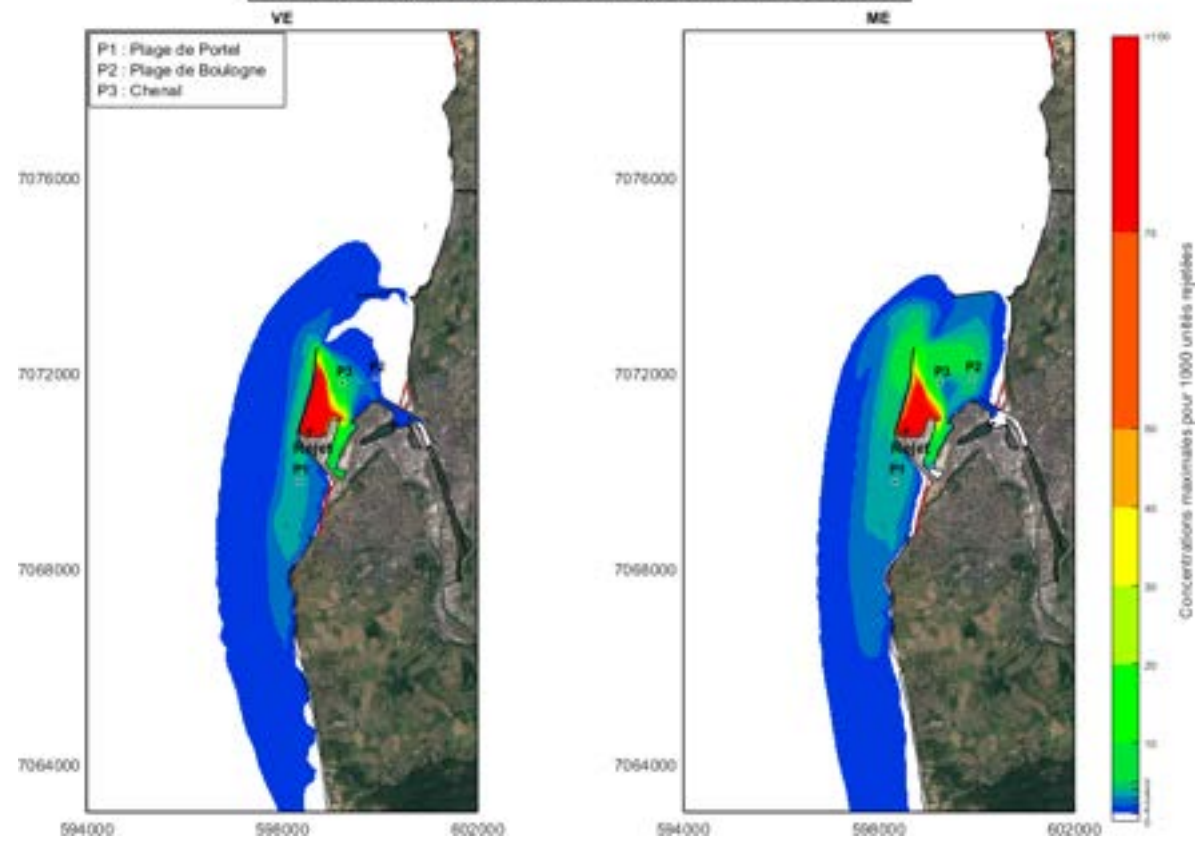 VE
ME
P1 : Plage de Portel
P2 : Plage de Boulogne
P3 : Chenal
7076000
7072000
7068000
7064000
594000
598000
602000
P3
P2
Rejet
P1
7076000
7072000
7068000
7064000
594000
598000
602000
P3
P2
Rejet
P1
70
40
30
20
10
Concentrations maximales pour 1000 unités rejetées